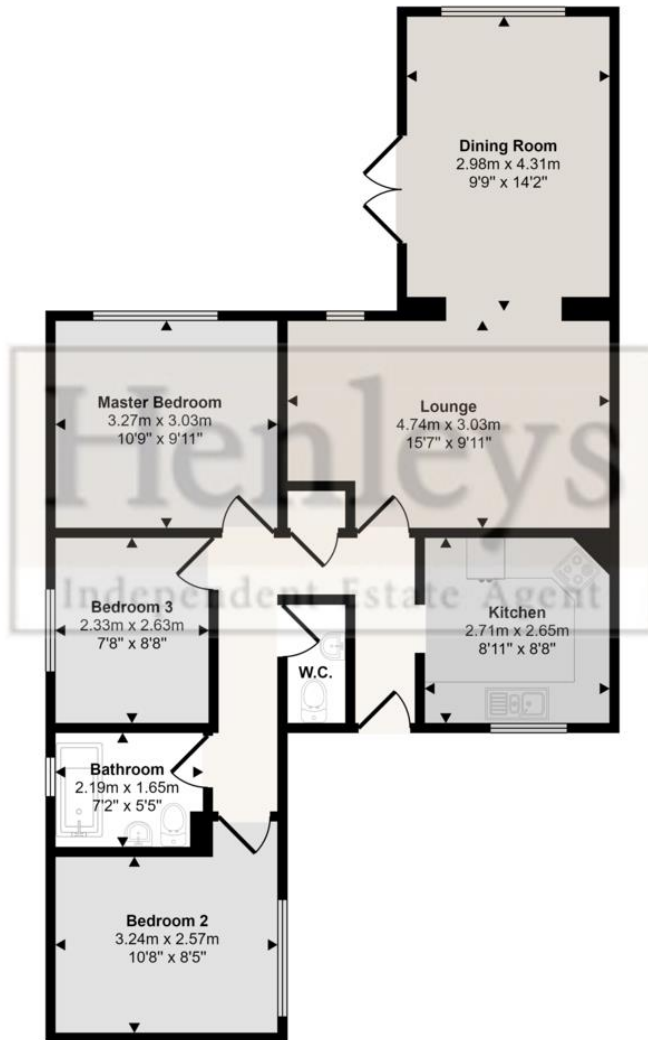 Dining Room
2.98m x 4.31m
9'9" x 14'2"
Master Bedroom
3.27m x 3.03m
10'9" x 9'11"
Lounge
4.74m x 3.03m
15'7" x 9'11"
Henleys
Independent Estate Agent
Bedroom 3
2.33m x 2.63m
7'8" x 8'8"
Kitchen
2.71m x 2.65m
8'11" x 8'8"
W.C.
Bathroom
2.19m x 1.65m
7'2" x 5'5"
Bedroom 2
3.24m x 2.57m
10'8" x 8'5"